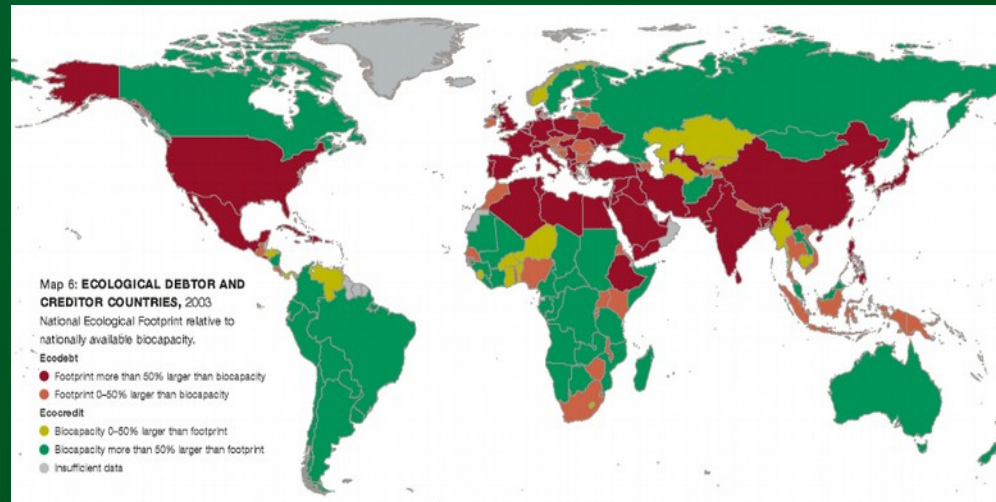 Map 6: ECOLOGICAL DEBTOR AND
CREDITOR COUNTRIES, 2003
National Ecological Footprint relative to
nationally available biocapacity.
Ecodebt
Footprint more than 50% larger than biocapacity
Footprint 0–50% larger than biocapacity
Ecocredit
Biocapacity 0–50% larger than footprint
Biocapacity more than 50% larger than footprint
Insufficient data